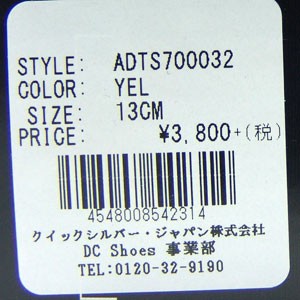 STYLE: ADTS700032
COLOR: YEL
SIZE: 13CM
PRICE: ¥3,800+(税)
4548008542314
クイックシルバー・ジャパン株式会社
DC Shoes 事業部
TEL:0120-32-9190